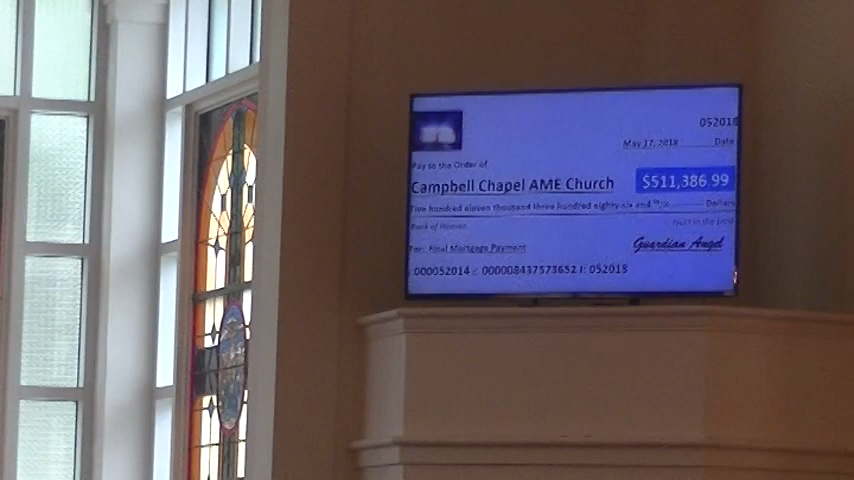 052018
May 17, 2018 Date
Pay to the Order of
Campbell Chapel AME Church $511,386.99
Five hundred eleven thousand three hundred eighty-six and 99/100 Dollars
Bank of Heaven
For: Final Mortgage Payment Guardian Angel
000052014 : 000008437573652 I: 052018